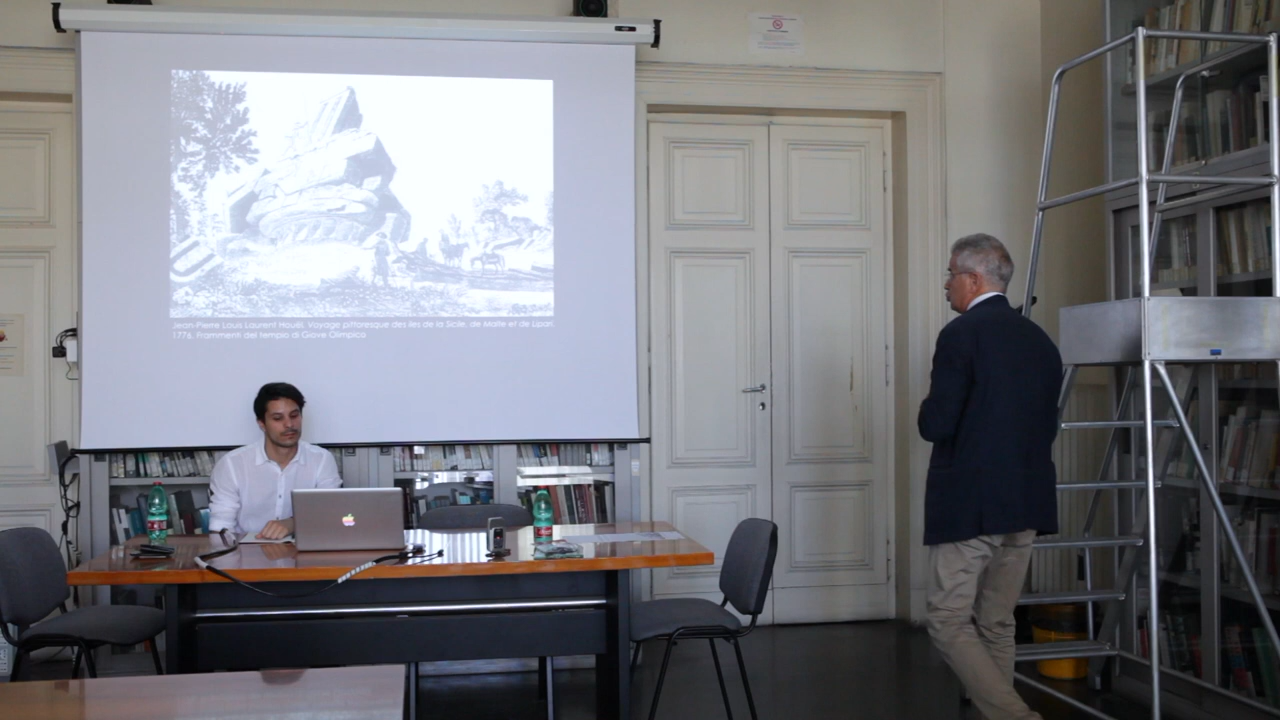 Jean-Pierre Louis Laurent Houël, Voyage pittoresque des iles de la Sicile, de Malte et de Lipari,
1776, Frammenti del tempio di Giove Olimpico